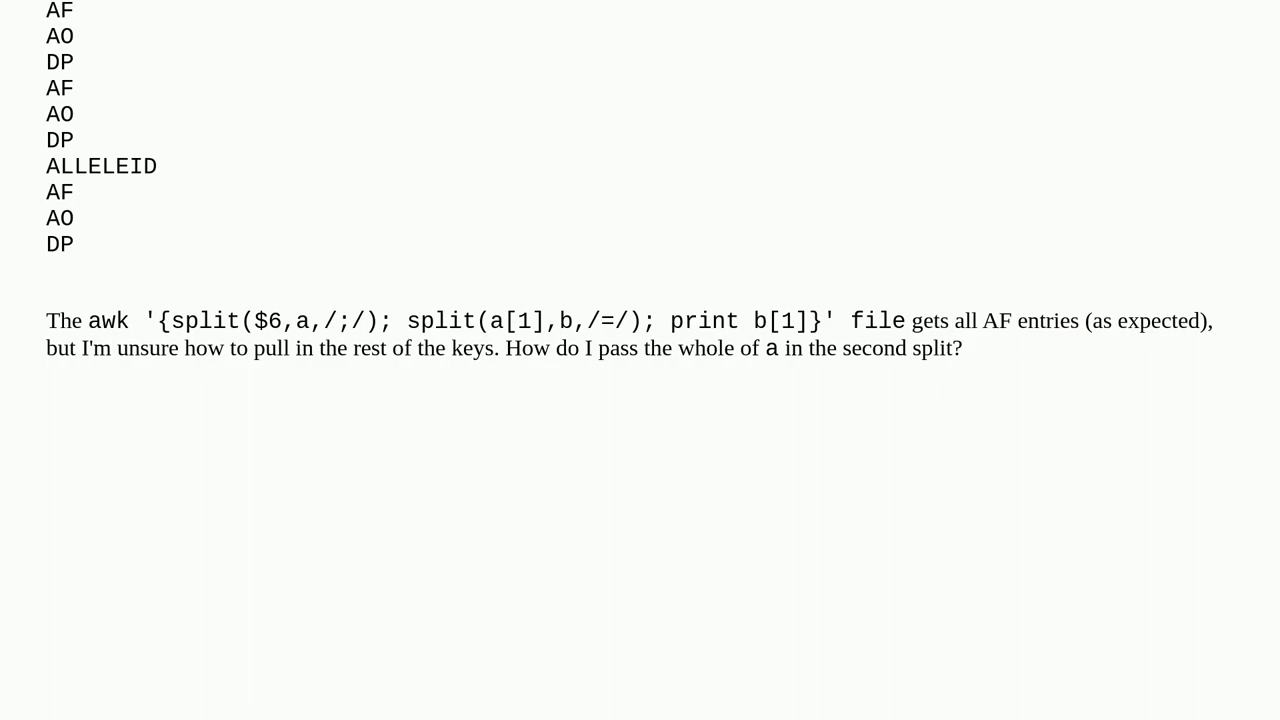 AF
AO
DP
AF
AO
DP
ALLELEID
AF
AO
DP
The awk '{split($6,a,/;/); split(a[1],b,/=/); print b[1]}' file gets all AF entries (as expected),
but I'm unsure how to pull in the rest of the keys. How do I pass the whole of a in the second split?